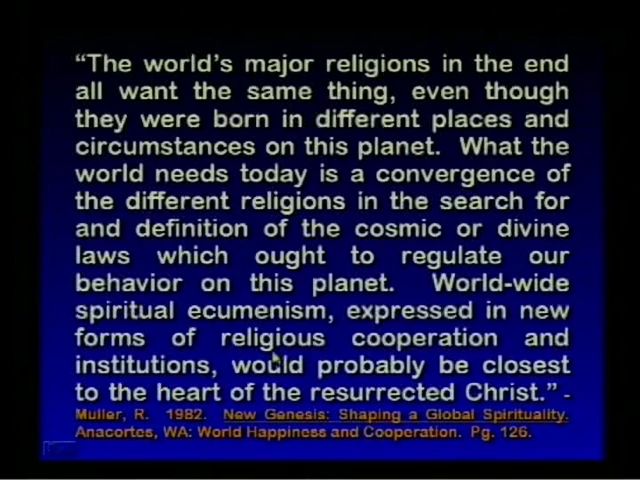 “The world’s major religions in the end
all want the same thing, even though
they were born in different places and
circumstances on this planet. What the
world needs today is a convergence of
the different religions in the search for
and definition of the cosmic or divine
laws which ought to regulate our
behavior on this planet. World-wide
spiritual ecumenism, expressed in new
forms of religious cooperation and
institutions, would probably be closest
to the heart of the resurrected Christ.” -
Muller, R. 1982. New Genesis: Shaping a Global Spirituality.
Anacortes, WA: World Happiness and Cooperation. Pg. 126.